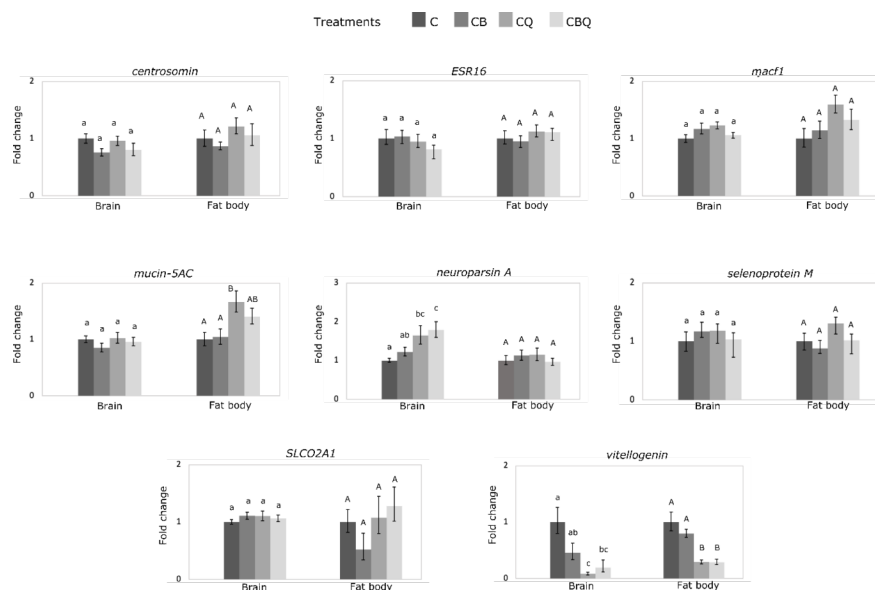 Treatments C CB CQ CBQ
centrosomin ESR16 macf1
2 2 2
Fold change Fold change Fold change
a a a a A A A A
a a a a A A A A
a a a a A A A A
1 1 1
0 0 0
Brain Fat body Brain Fat body Brain Fat body
mucin-5AC neuroparsin A selenoprotein M
2 3 2
Fold change Fold change Fold change
a a a a A A B AB
a ab bc c A A A A
a a a a A A A A
2
1 1 1
0 0 0
Brain Fat body Brain Fat body Brain Fat body
SLCO2A1 vitellogenin
2 2
Fold change Fold change
a a a a A A A A
a ab c bc A A B B
1 1
0 0
Brain Fat body Brain Fat body